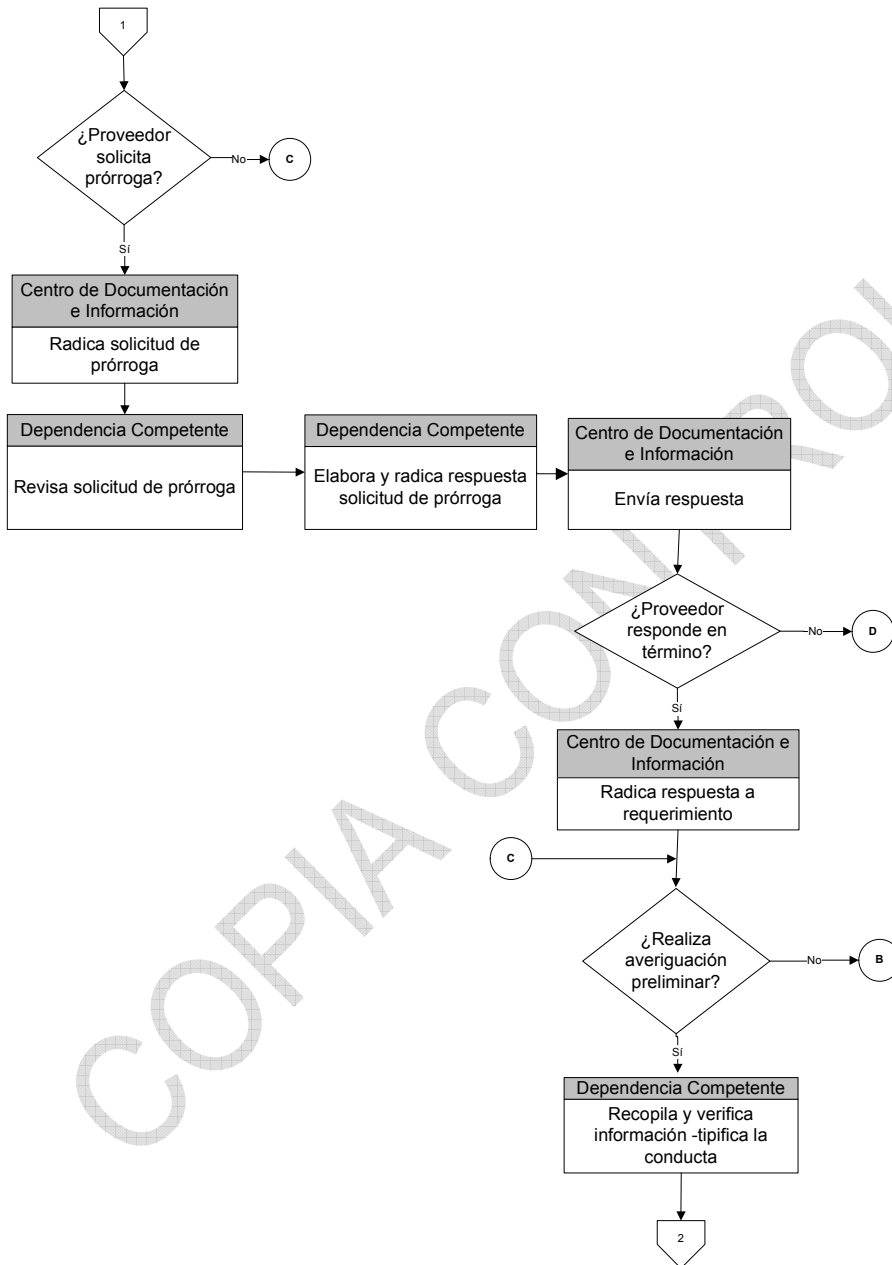 1
¿Proveedor
solicita
prórroga?
No
C
Sí
Centro de Documentación
e Información
Radica solicitud de
prórroga
Dependencia Competente
Revisa solicitud de prórroga
Dependencia Competente
Elabora y radica respuesta
solicitud de prórroga
Centro de Documentación
e Información
Envía respuesta
¿Proveedor
responde en
término?
No
D
Sí
Centro de Documentación e
Información
Radica respuesta a
requerimiento
C
¿Realiza
averiguación
preliminar?
No
B
Sí
Dependencia Competente
Recopila y verifica
información -tipifica la
conducta
2
COPIA CONTROL